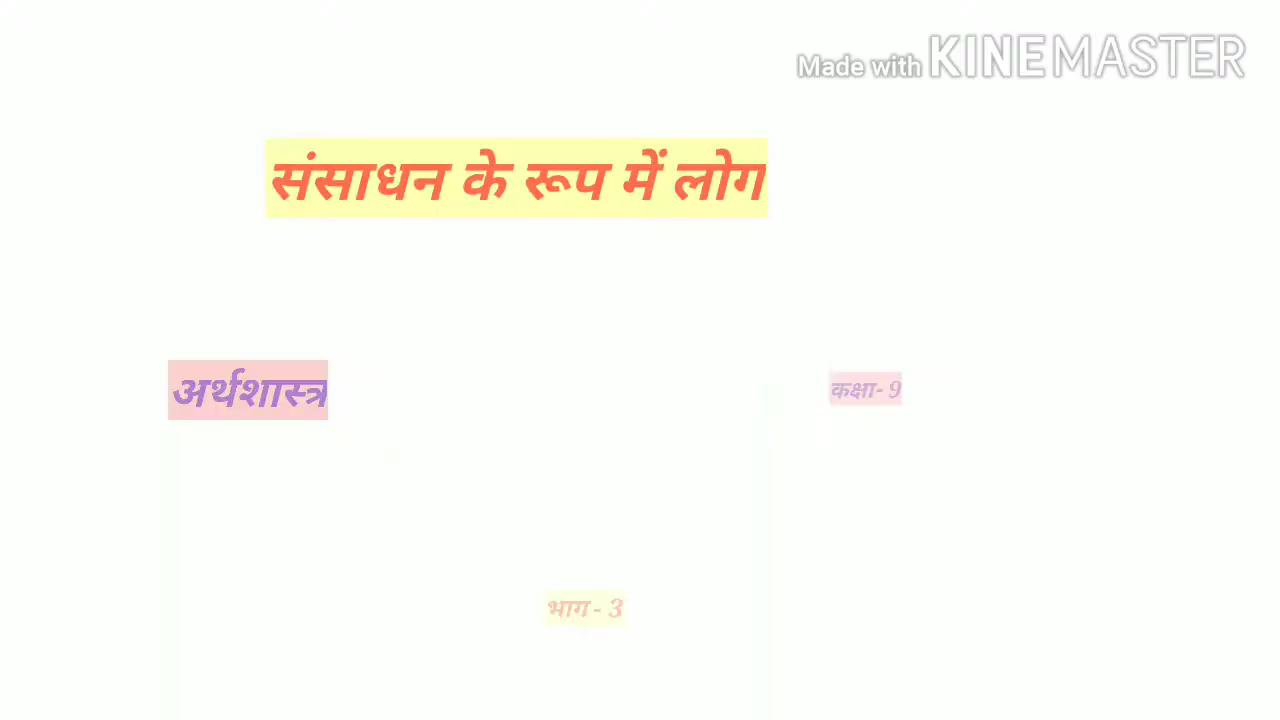 Made with KINEMASTER
संसाधन के रूप में लोग
अर्थशास्त्र
कक्षा- 9
भाग - 3